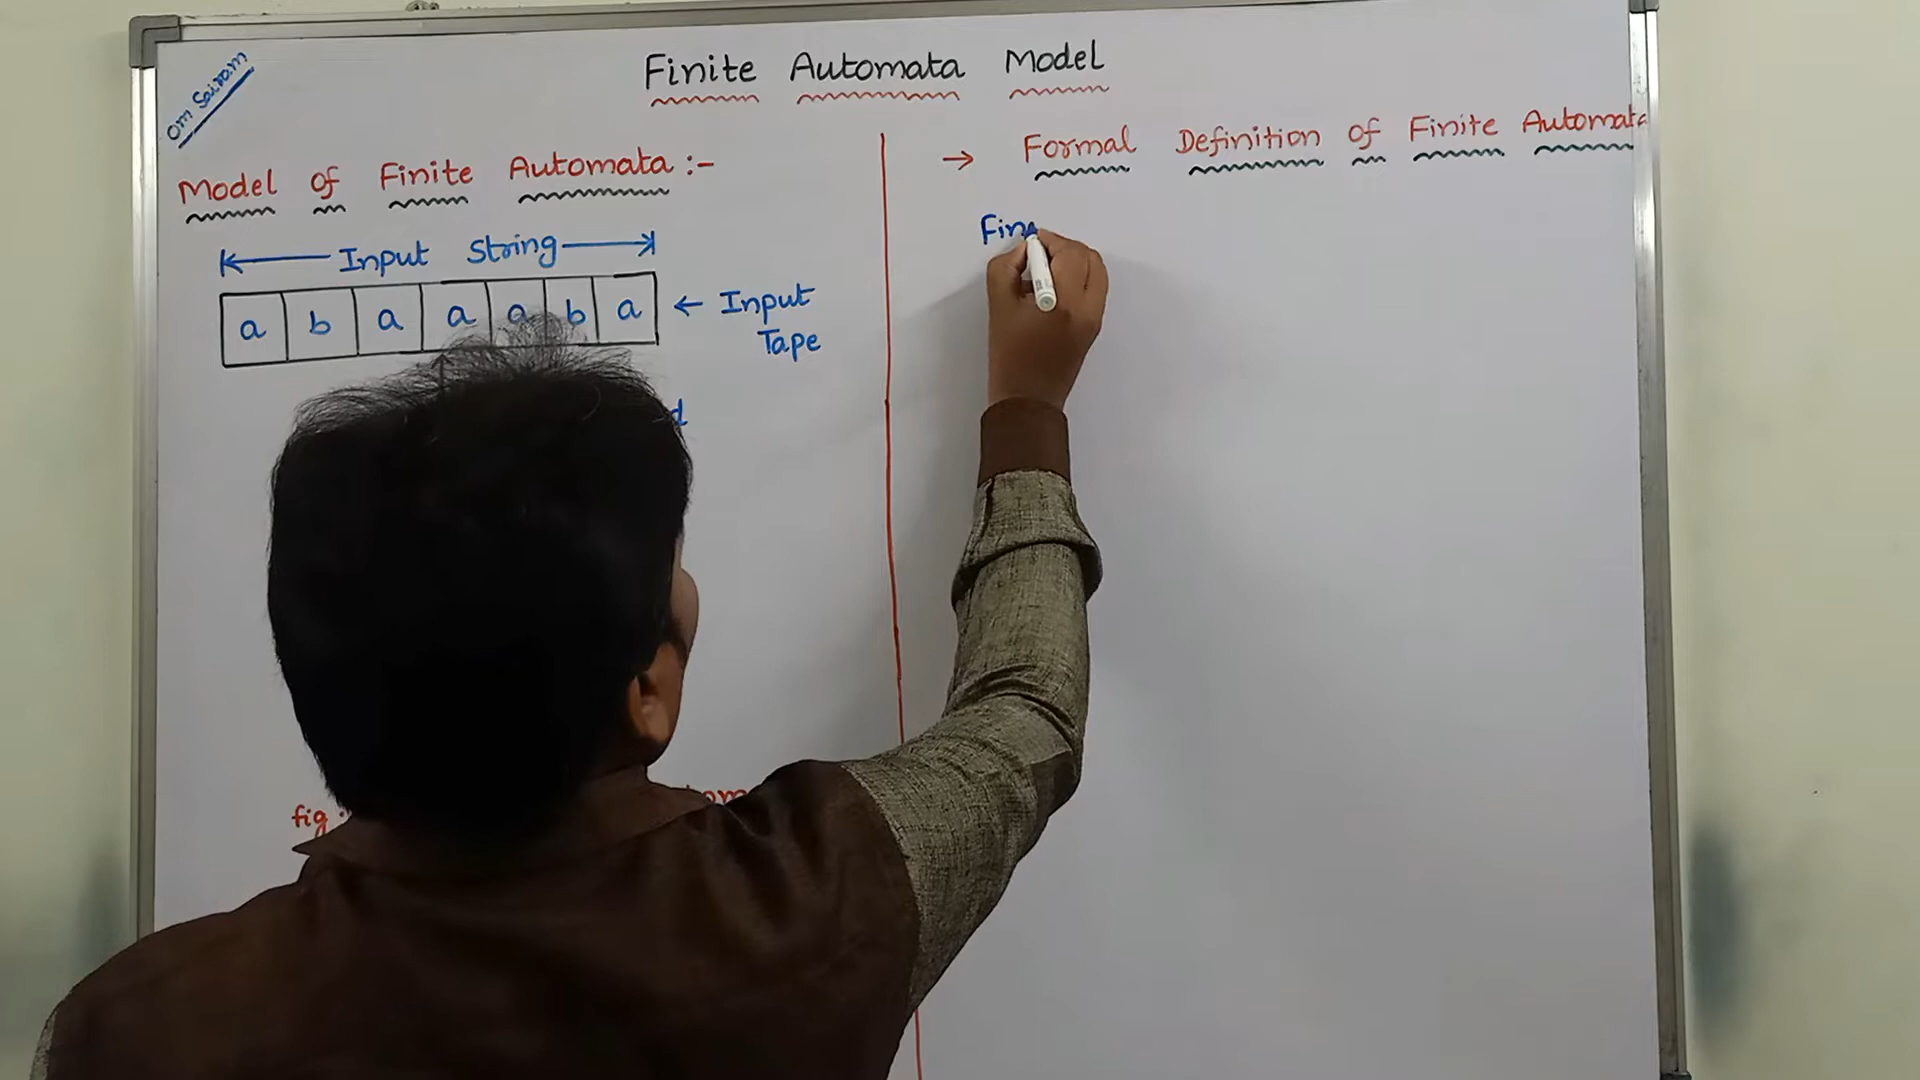 Finite Automata Model
Om Sairam
Model of Finite Automata :-
Input String
a b a a a b a ← Input
Tape
fig :
→ Formal Definition of Finite Automata
Fin